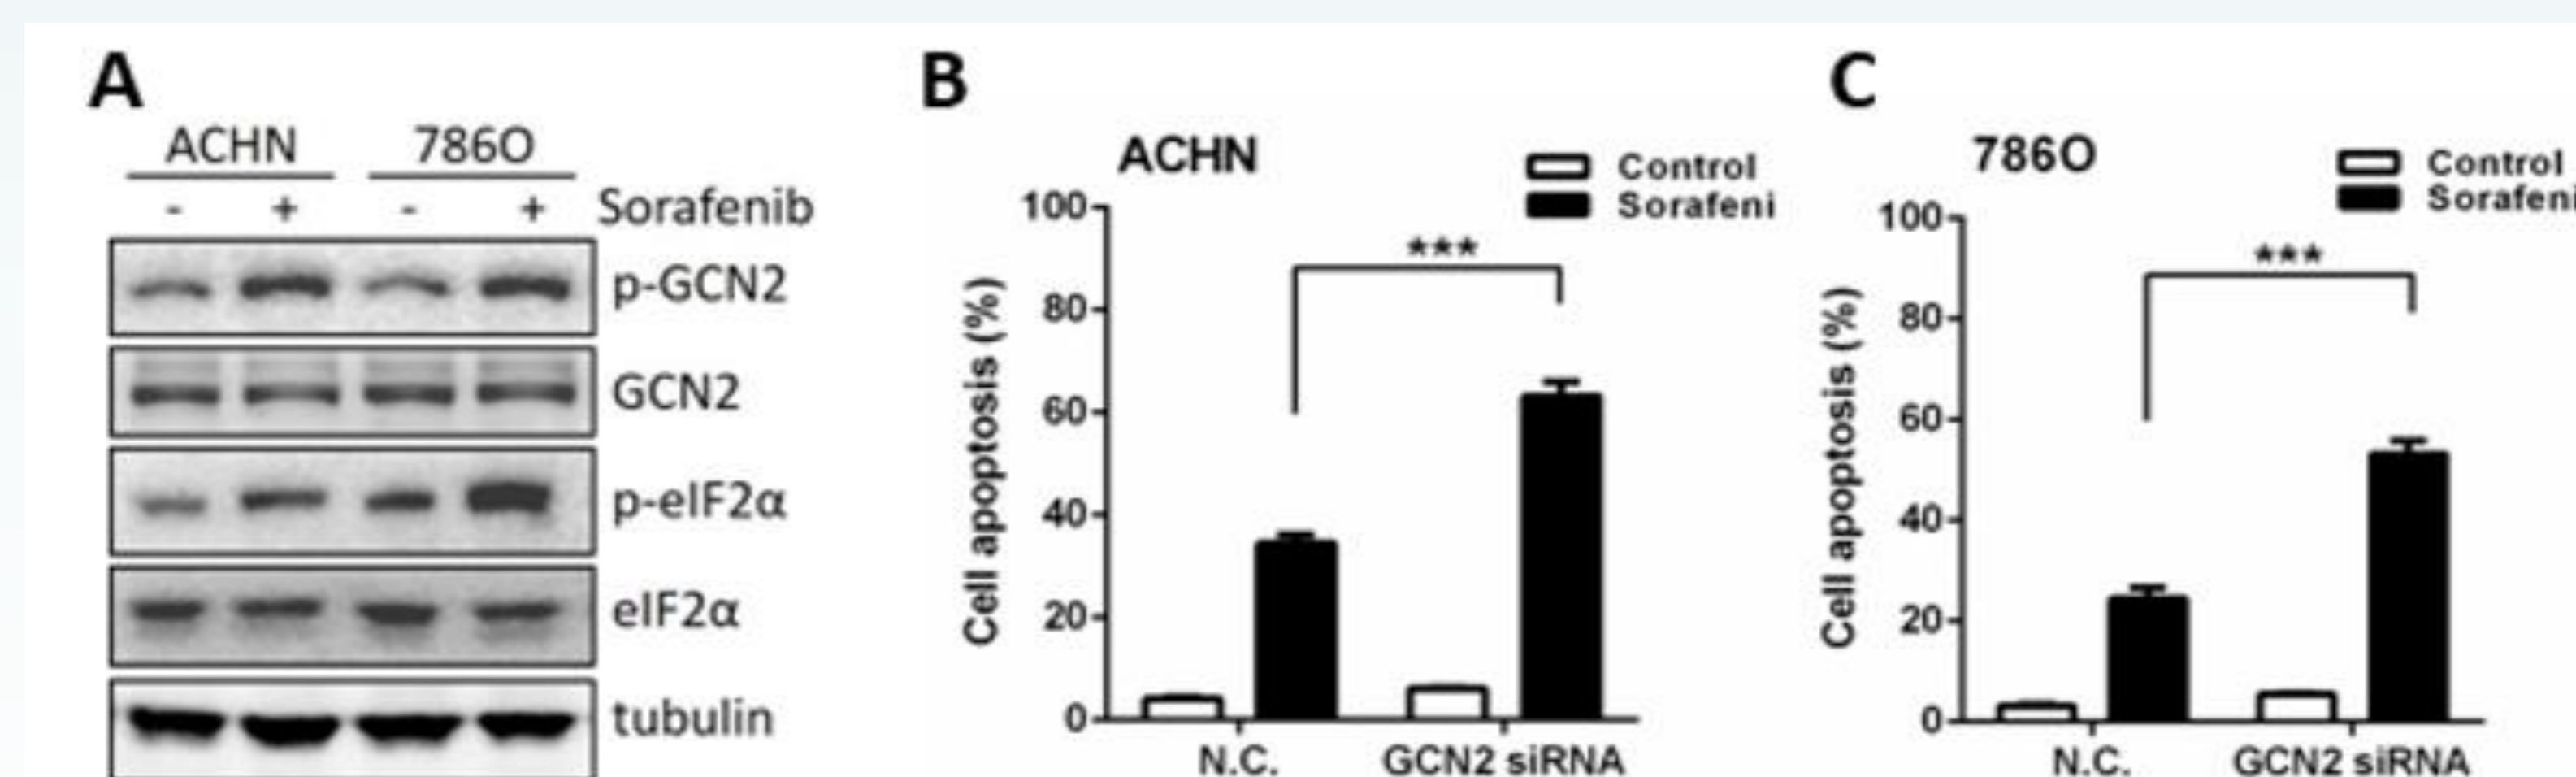 A
ACHN 786O
- + - + Sorafenib
p-GCN2
GCN2
p-eIF2α
eIF2α
tubulin
B
ACHN
Control
Sorafeni
100
80
60
40
20
0
Cell apoptosis (%)
***
N.C. GCN2 siRNA
C
786O
Control
Sorafeni
100
80
60
40
20
0
Cell apoptosis (%)
***
N.C. GCN2 siRNA